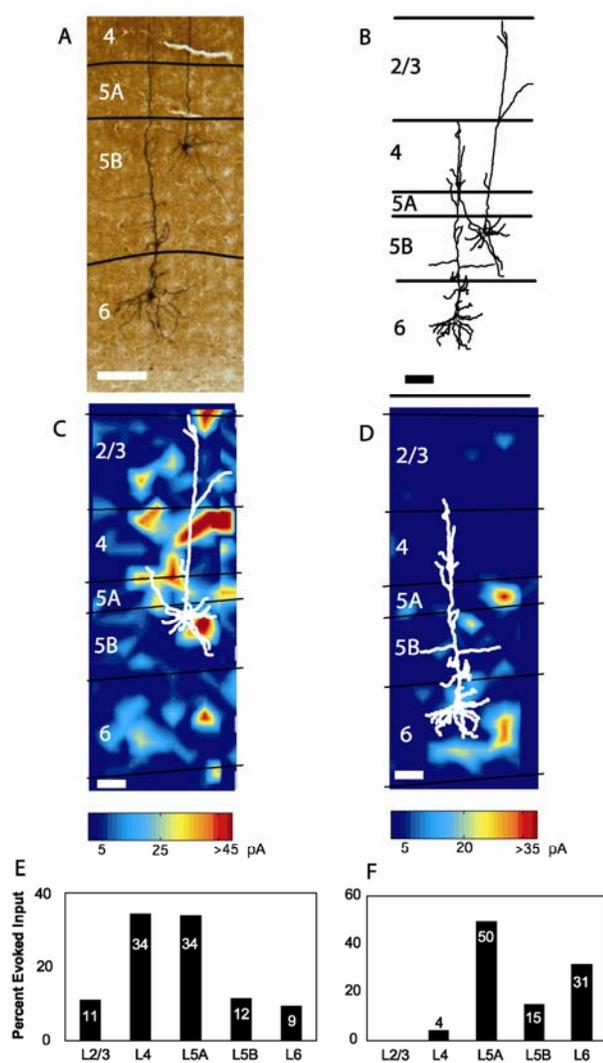 A
4
5A
5B
6
B
2/3
4
5A
5B
6
C
2/3
4
5A
5B
6
5 25 >45 pA
D
2/3
4
5A
5B
6
5 20 >35 pA
E
Percent Evoked Input
40
20
0
11
34
34
12
9
L2/3 L4 L5A L5B L6
F
60
40
20
0
4
50
15
31
L2/3 L4 L5A L5B L6